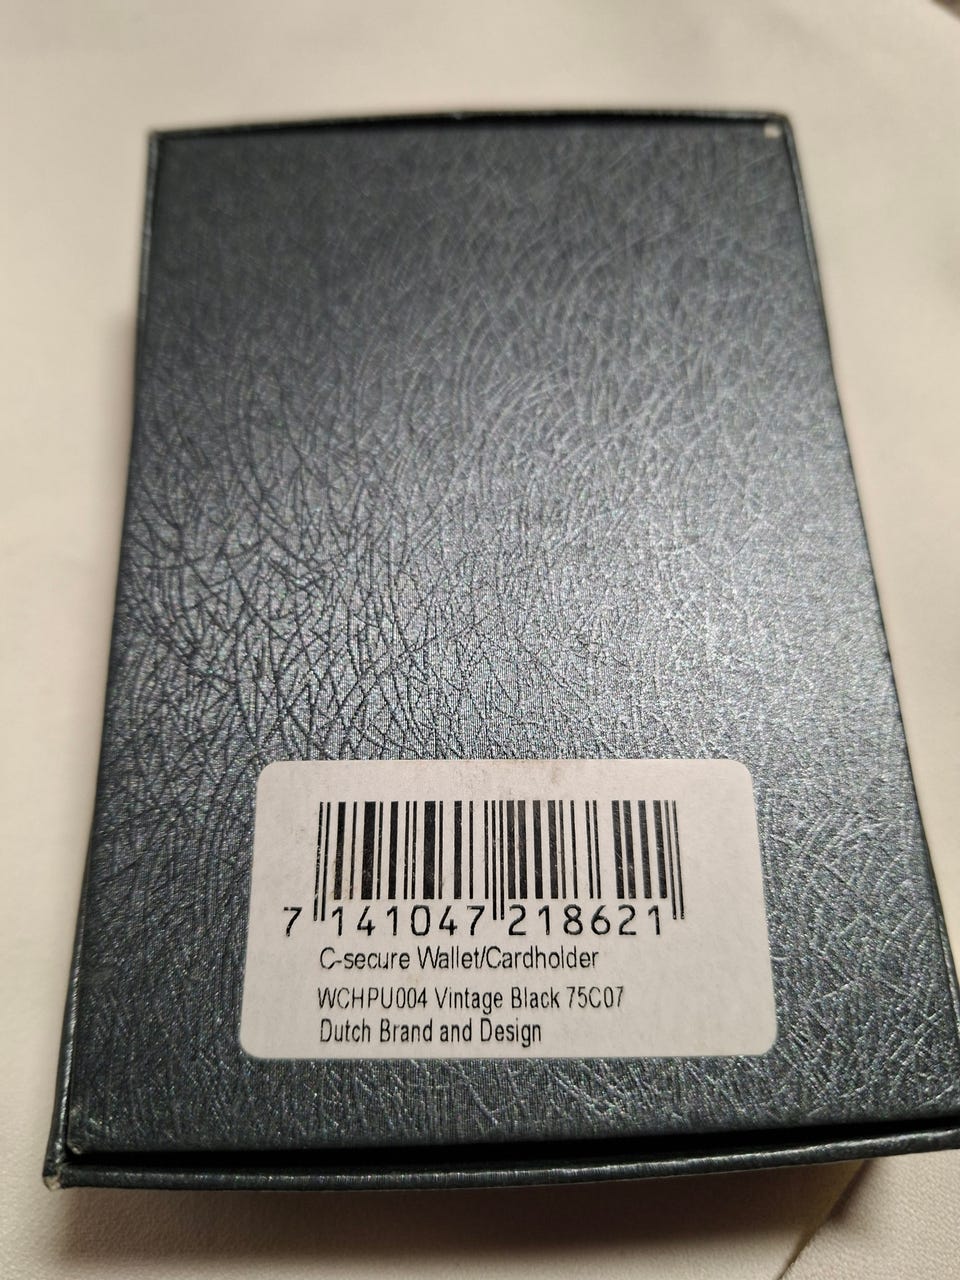 7 141047 218621
C-secure Wallet/Cardholder
WCHPU004 Vintage Black 75C07
Dutch Brand and Design